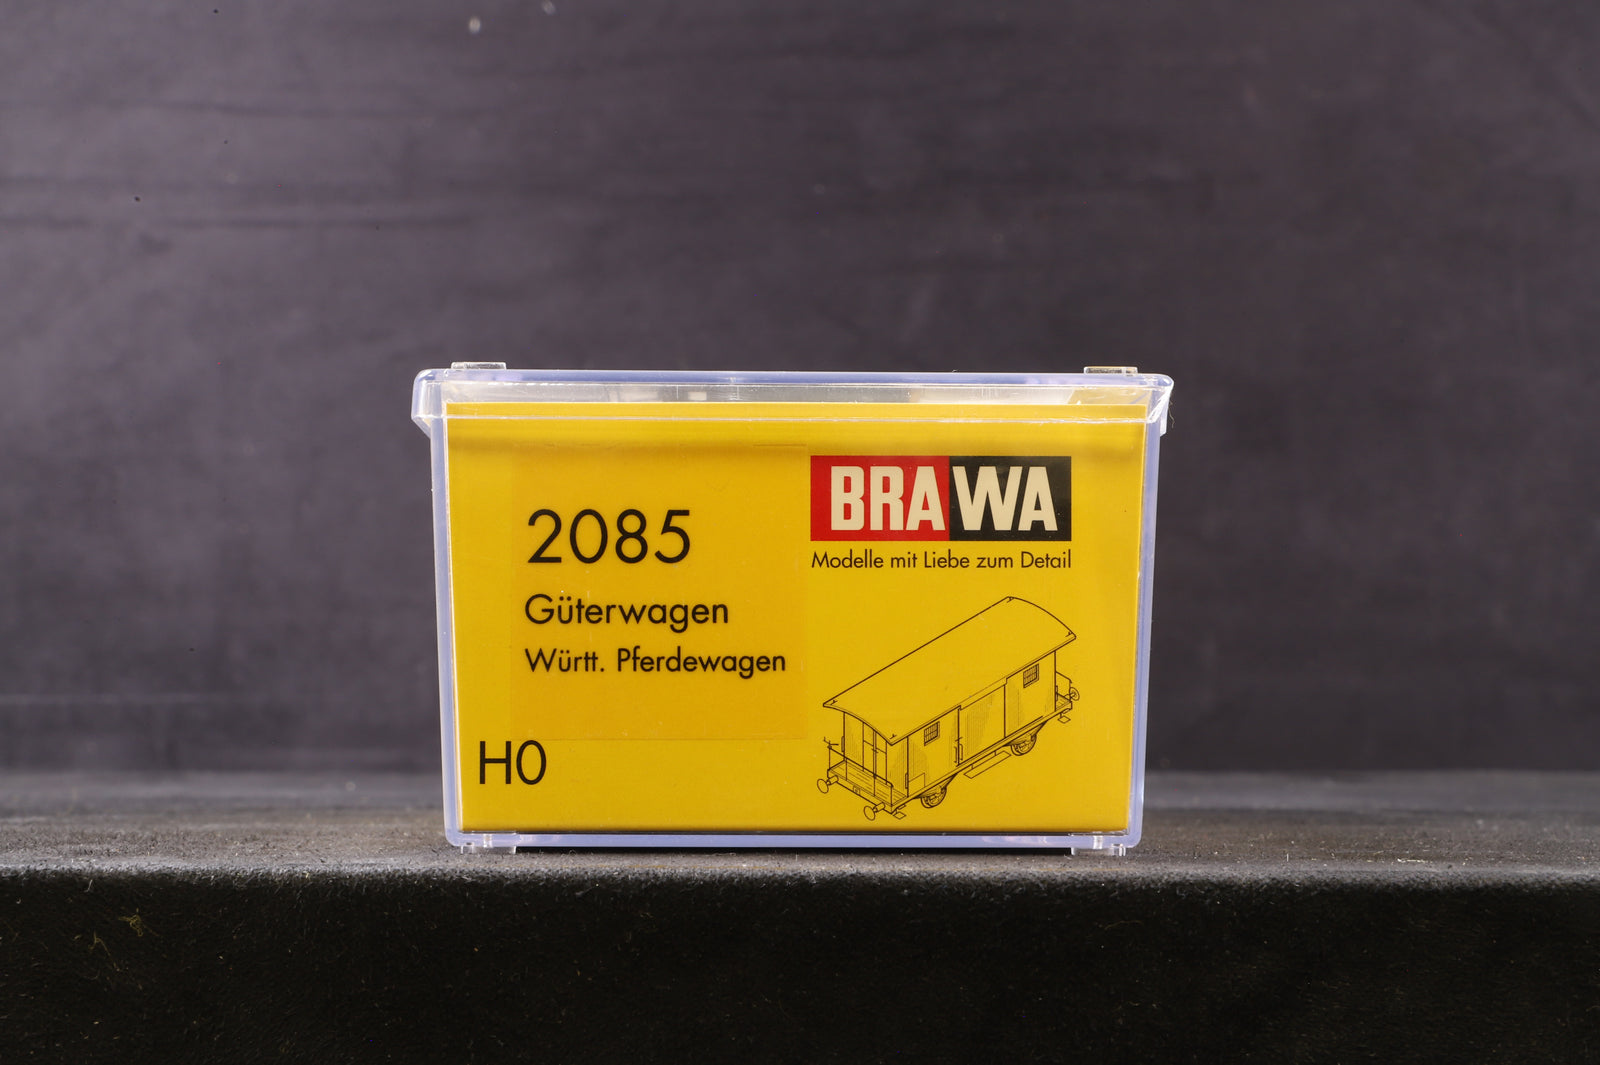 BRAWA
Modelle mit Liebe zum Detail
2085
Güterwagen
Württ. Pferdewagen
H0